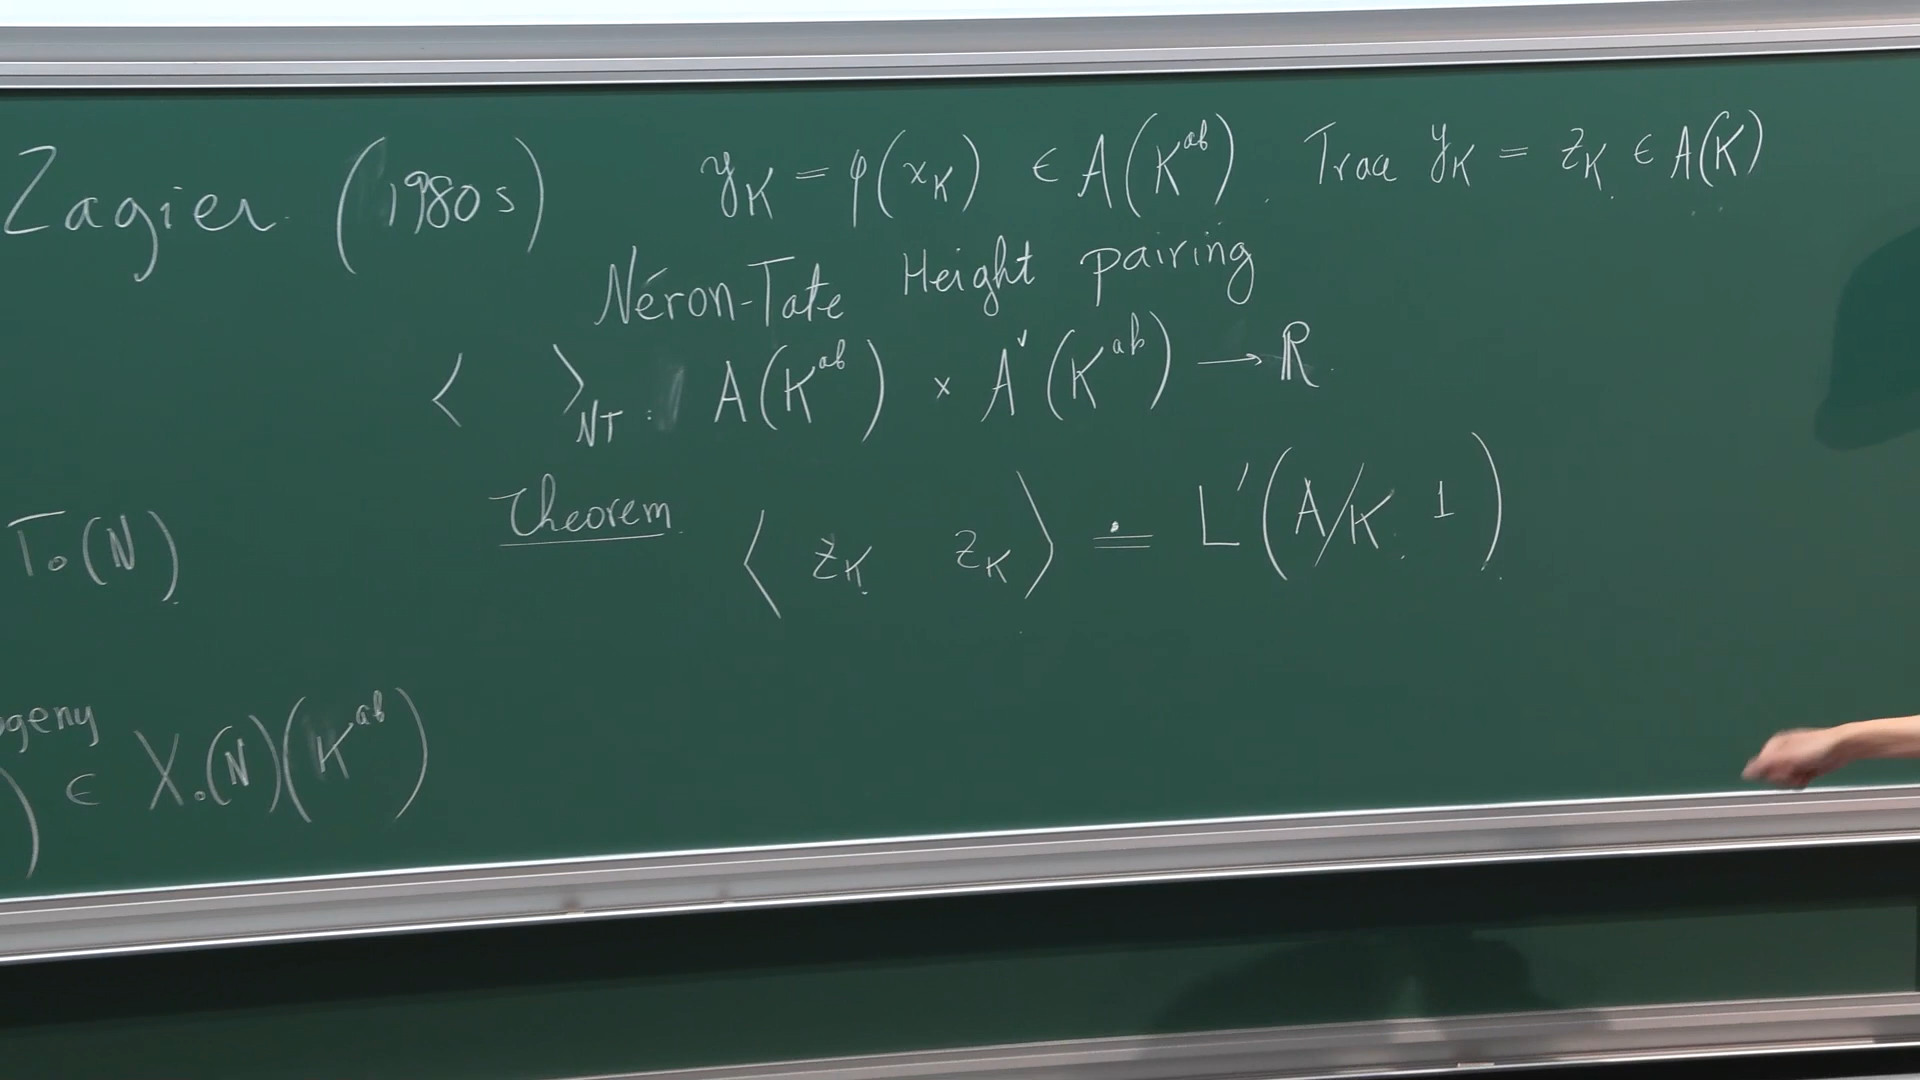 Zagier (1980s)
y_K = φ(x_K) ∈ A(K^ab). Trace y_K = z_K ∈ A(K)
Néron-Tate Height pairing
⟨ ⟩_NT : A(K^ab) × A^∨(K^ab) → ℝ.
Theorem ⟨ z_K, z_K ⟩ ≐ L'(A/K, 1)
Γ₀(N)
ogeny
) ∈ X₀(N)(K^ab)